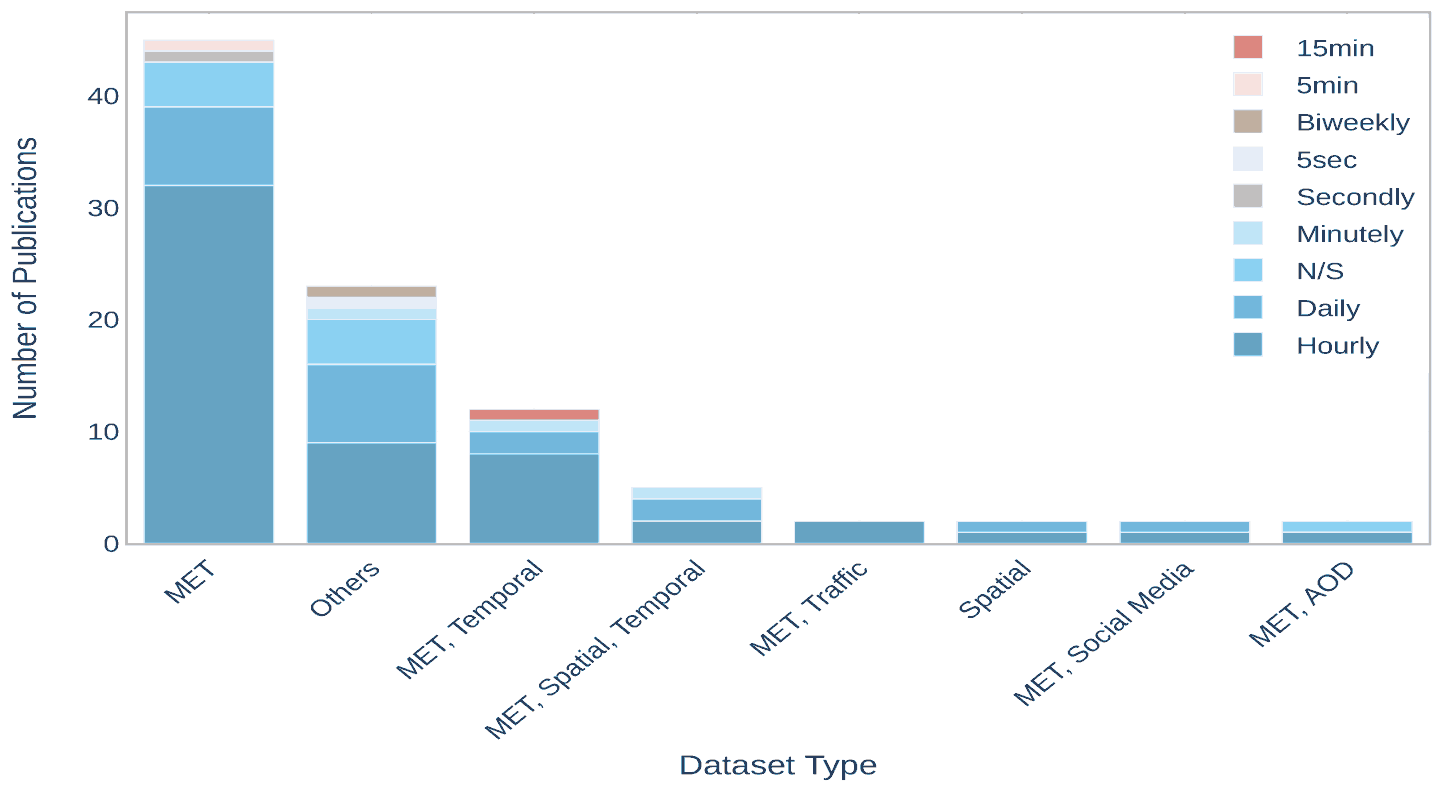 Number of Publications
40
30
20
10
0
15min
5min
Biweekly
5sec
Secondly
Minutely
N/S
Daily
Hourly
MET
Others
MET, Temporal
MET, Spatial, Temporal
MET, Traffic
Spatial
MET, Social Media
MET, AOD
Dataset Type